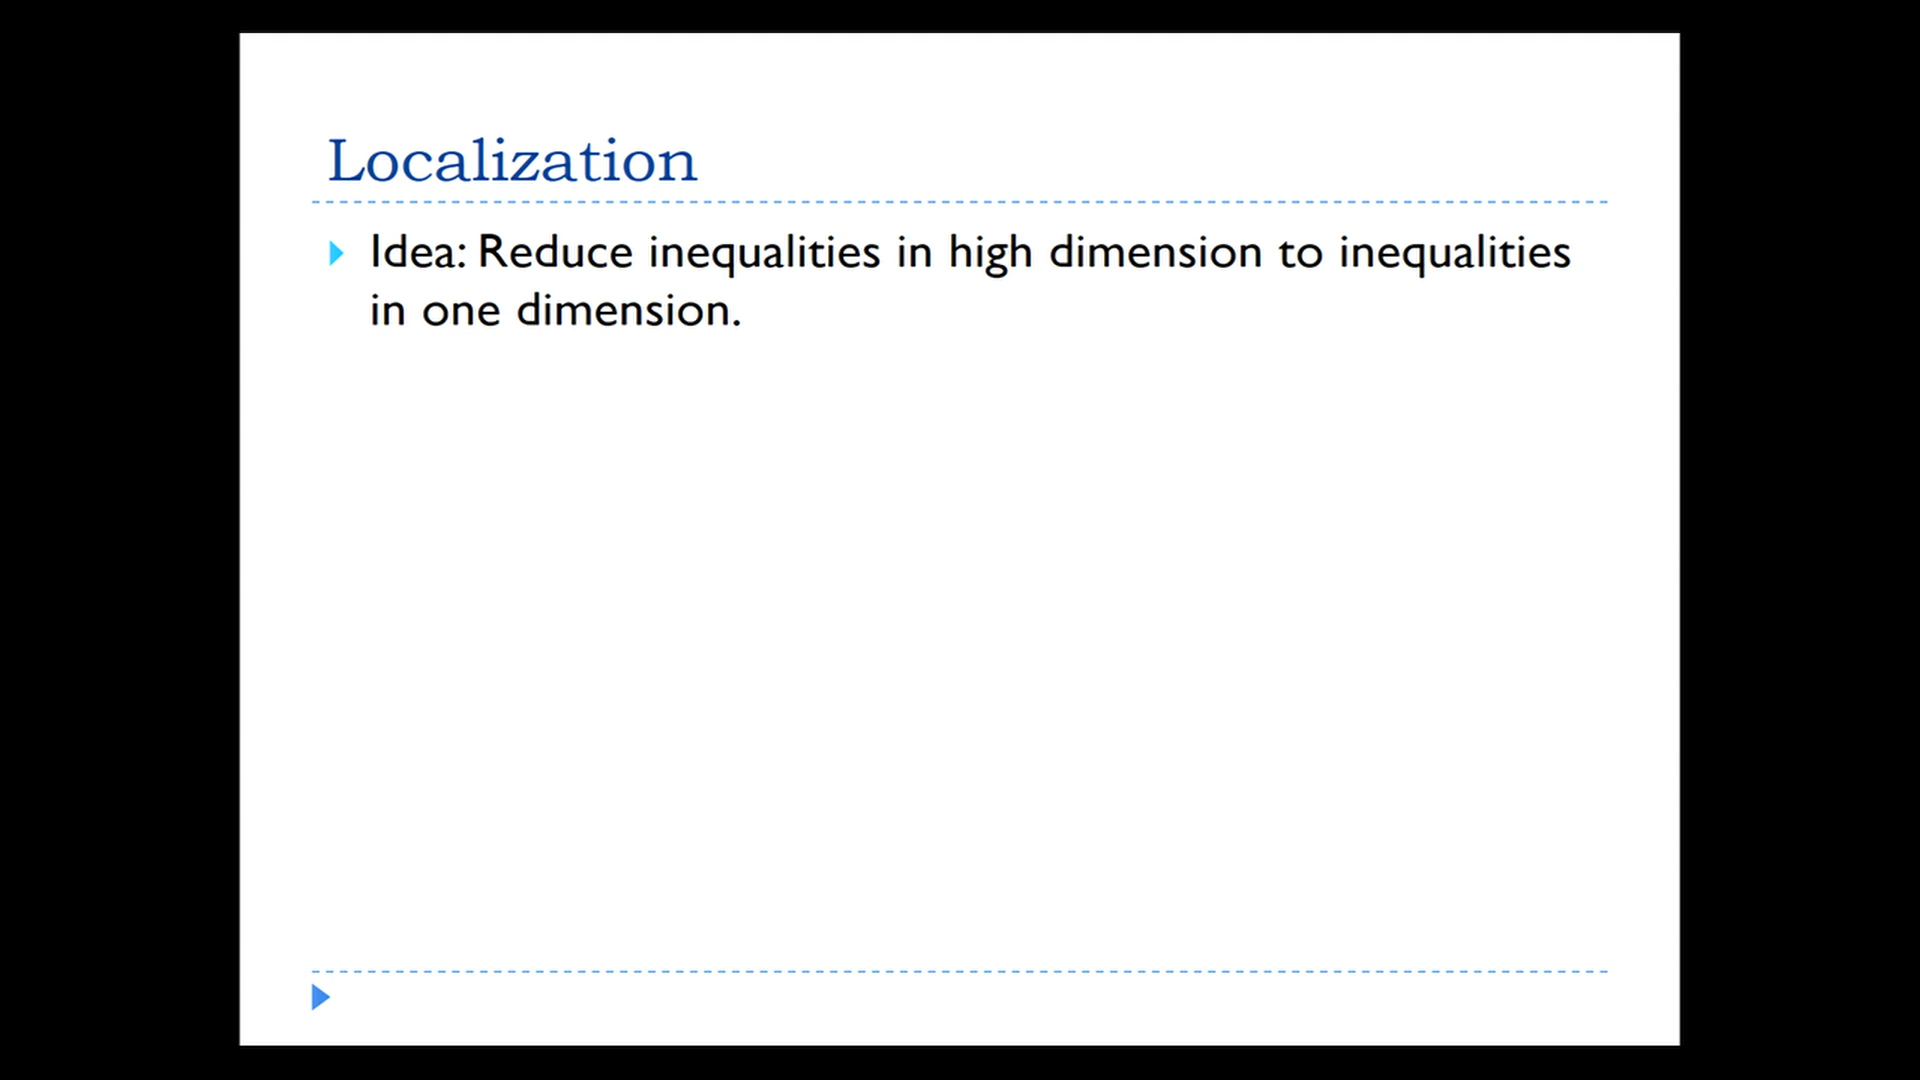 Localization
Idea: Reduce inequalities in high dimension to inequalities
in one dimension.